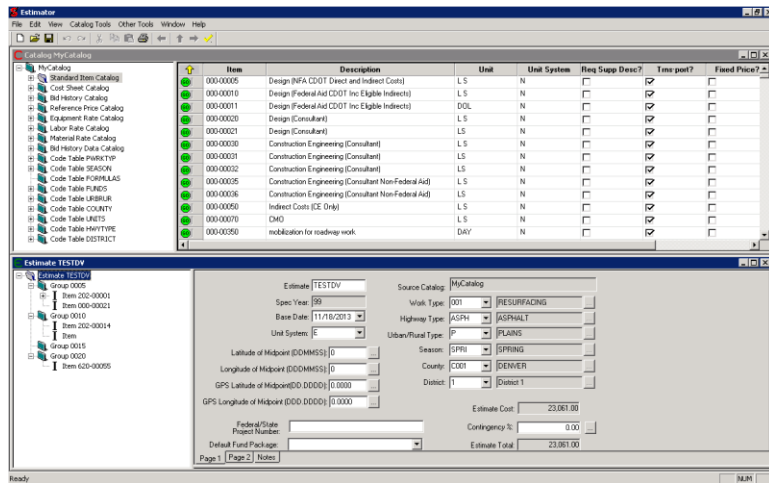 Estimator
File Edit View Catalog Tools Other Tools Window Help
Catalog MyCatalog
MyCatalog
Standard Item Catalog
Cost Sheet Catalog
Bid History Catalog
Reference Price Catalog
Equipment Rate Catalog
Labor Rate Catalog
Material Rate Catalog
Bid History Data Catalog
Code Table PWRKTYP
Code Table SEASON
Code Table FORMULAS
Code Table FUNDS
Code Table URBRUR
Code Table COUNTY
Code Table UNITS
Code Table HWYTYPE
Code Table DISTRICT
Item Description Unit Unit System Req Supp Desc? Trns·port? Fixed Price?
000-00005 Design (NFA CDOT Direct and Indirect Costs) L S N
000-00010 Design (Federal Aid CDOT Inc Eligible Indirects) L S N
000-00011 Design (Federal Aid CDOT Inc Eligible Indirects) DOL N
000-00020 Design (Consultant) L S N
000-00021 Design (Consultant) LS N
000-00030 Construction Engineering (Consultant) L S N
000-00031 Construction Engineering (Consultant) LS N
000-00032 Construction Engineering (Consultant) LS N
000-00035 Construction Engineering (Consultant Non-Federal Aid) L S N
000-00036 Construction Engineering (Consultant Non-Federal Aid) L S N
000-00050 Indirect Costs (CE Only) L S N
000-00070 CMO L S N
000-00350 mobilization for roadway work DAY N
Estimate TESTDV
Estimate TESTDV
Group 0005
Item 202-00001
Item 000-00021
Group 0010
Item 202-00014
Item
Group 0015
Group 0020
Item 620-00055
Estimate TESTDV
Spec Year: 99
Base Date: 11/18/2013
Unit System: E
Latitude of Midpoint (DDMMSS): 0
Longitude of Midpoint (DDDMMSS): 0
GPS Latitude of Midpoint(DD.DDDD): 0.0000
GPS Longitude of Midpoint (DDD.DDDD): 0.0000
Federal/State
Project Number:
Default Fund Package:
Source Catalog: MyCatalog
Work Type: 001 RESURFACING
Highway Type: ASPH ASPHALT
Urban/Rural Type: P PLAINS
Season: SPRI SPRING
County: C001 DENVER
District: 1 District 1
Estimate Cost: 23,061.00
Contingency %: 0.00
Estimate Total: 23,061.00
Page 1 Page 2 Notes
Ready NUM